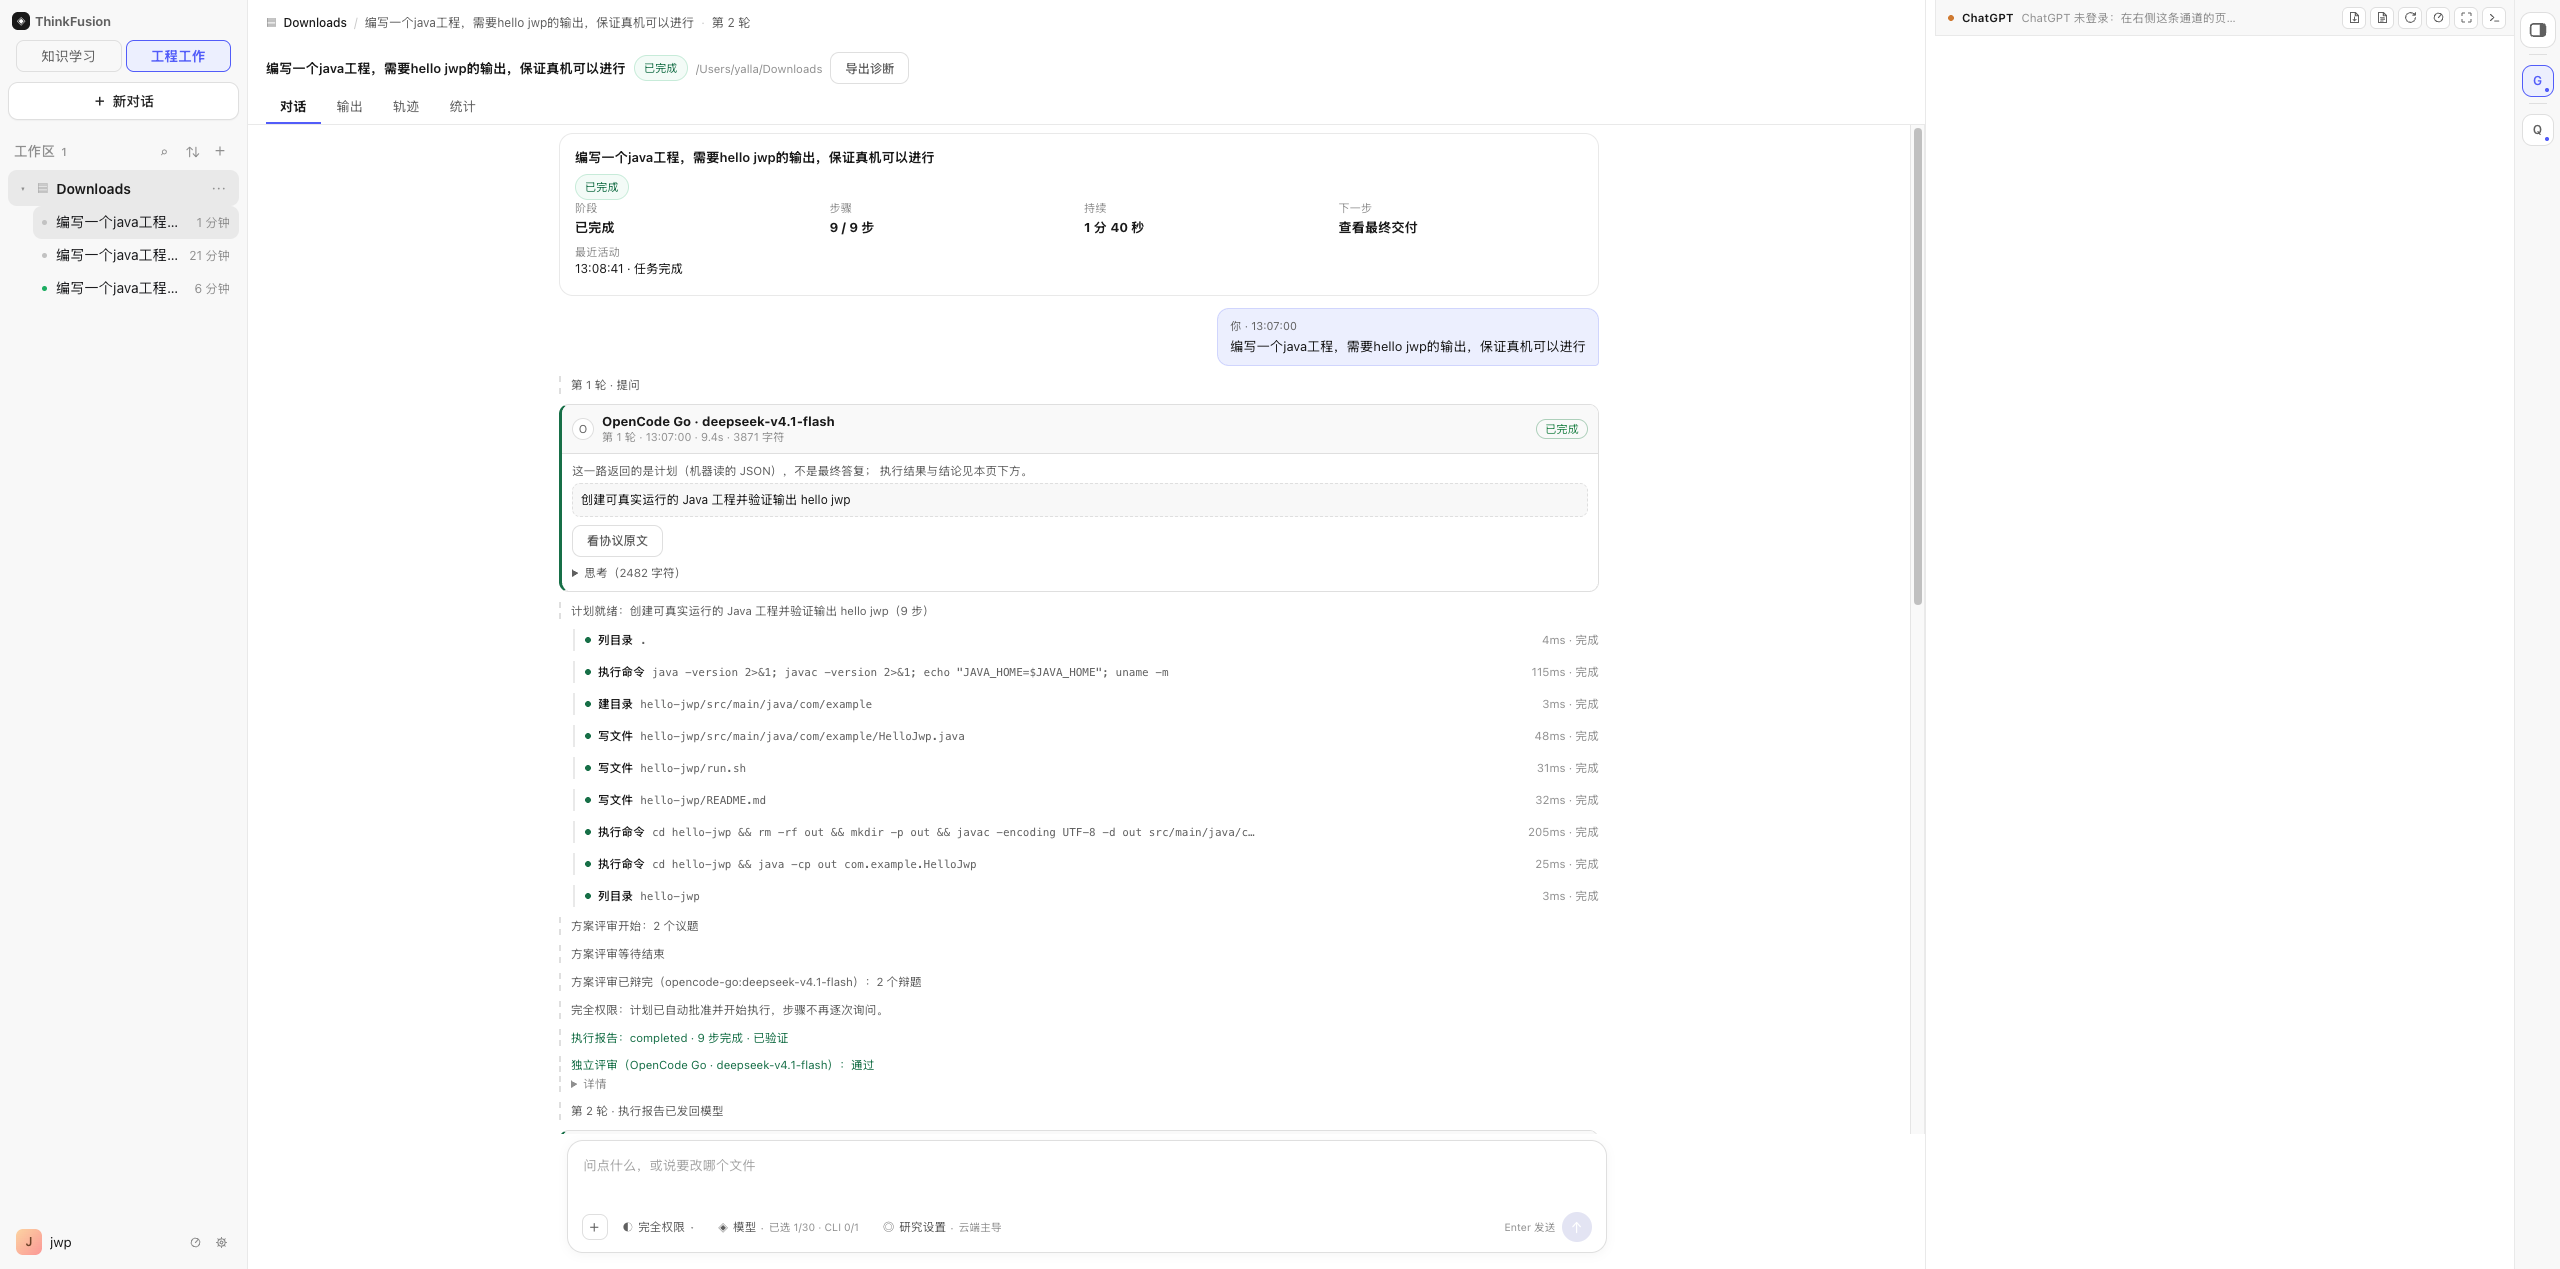 ThinkFusion
知识学习
工程工作
+ 新对话
工作区 1
Downloads
编写一个java工程... 1 分钟
编写一个java工程... 21 分钟
编写一个java工程... 6 分钟
J jwp
Downloads / 编写一个java工程，需要hello jwp的输出，保证真机可以进行 · 第 2 轮
编写一个java工程，需要hello jwp的输出，保证真机可以进行 已完成 /Users/yalla/Downloads 导出诊断
对话 输出 轨迹 统计
编写一个java工程，需要hello jwp的输出，保证真机可以进行
已完成
阶段 步骤 持续 下一步
已完成 9 / 9 步 1 分 40 秒 查看最终交付
最近活动
13:08:41 · 任务完成
你 · 13:07:00
编写一个java工程，需要hello jwp的输出，保证真机可以进行
第 1 轮 · 提问
O OpenCode Go · deepseek-v4.1-flash
第 1 轮 · 13:07:00 · 9.4s · 3871 字符
已完成
这一路返回的是计划（机器读的 JSON），不是最终答复； 执行结果与结论见本页下方。
创建可真实运行的 Java 工程并验证输出 hello jwp
看协议原文
思考（2482 字符）
计划就绪：创建可真实运行的 Java 工程并验证输出 hello jwp（9 步）
列目录 . 4ms · 完成
执行命令 java -version 2>&1; javac -version 2>&1; echo "JAVA_HOME=$JAVA_HOME"; uname -m 115ms · 完成
建目录 hello-jwp/src/main/java/com/example 3ms · 完成
写文件 hello-jwp/src/main/java/com/example/HelloJwp.java 48ms · 完成
写文件 hello-jwp/run.sh 31ms · 完成
写文件 hello-jwp/README.md 32ms · 完成
执行命令 cd hello-jwp && rm -rf out && mkdir -p out && javac -encoding UTF-8 -d out src/main/java/c… 205ms · 完成
执行命令 cd hello-jwp && java -cp out com.example.HelloJwp 25ms · 完成
列目录 hello-jwp 3ms · 完成
方案评审开始：2 个议题
方案评审等待结束
方案评审已辩完（opencode-go:deepseek-v4.1-flash）：2 个辩题
完全权限：计划已自动批准并开始执行，步骤不再逐次询问。
执行报告：completed · 9 步完成 · 已验证
独立评审（OpenCode Go · deepseek-v4.1-flash）：通过
详情
第 2 轮 · 执行报告已发回模型
问点什么，或说要改哪个文件
+ 完全权限 · 模型 · 已选 1/30 · CLI 0/1 研究设置 · 云端主导 Enter 发送
ChatGPT ChatGPT 未登录：在右侧这条通道的页...
G
Q